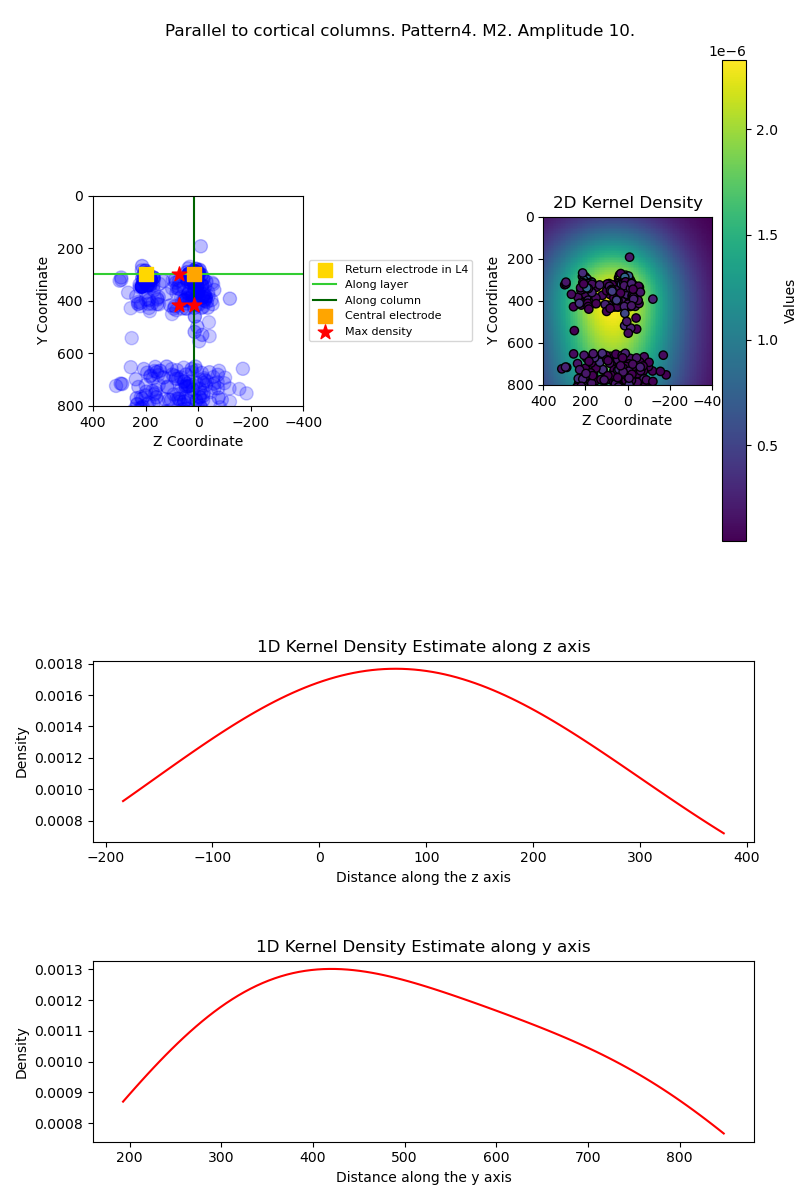 Parallel to cortical columns. Pattern4. M2. Amplitude 10.
1e−6
0
200
400
600
800
400
200
0
−200
−400
Y Coordinate
Z Coordinate
Return electrode in L4
Along layer
Along column
Central electrode
Max density
2D Kernel Density
0
200
400
600
800
400
200
0
−200
−40
Y Coordinate
Z Coordinate
2.0
1.5
1.0
0.5
Values
1D Kernel Density Estimate along z axis
0.0018
0.0016
0.0014
0.0012
0.0010
0.0008
Density
−200
−100
0
100
200
300
400
Distance along the z axis
1D Kernel Density Estimate along y axis
0.0013
0.0012
0.0011
0.0010
0.0009
0.0008
Density
200
300
400
500
600
700
800
Distance along the y axis